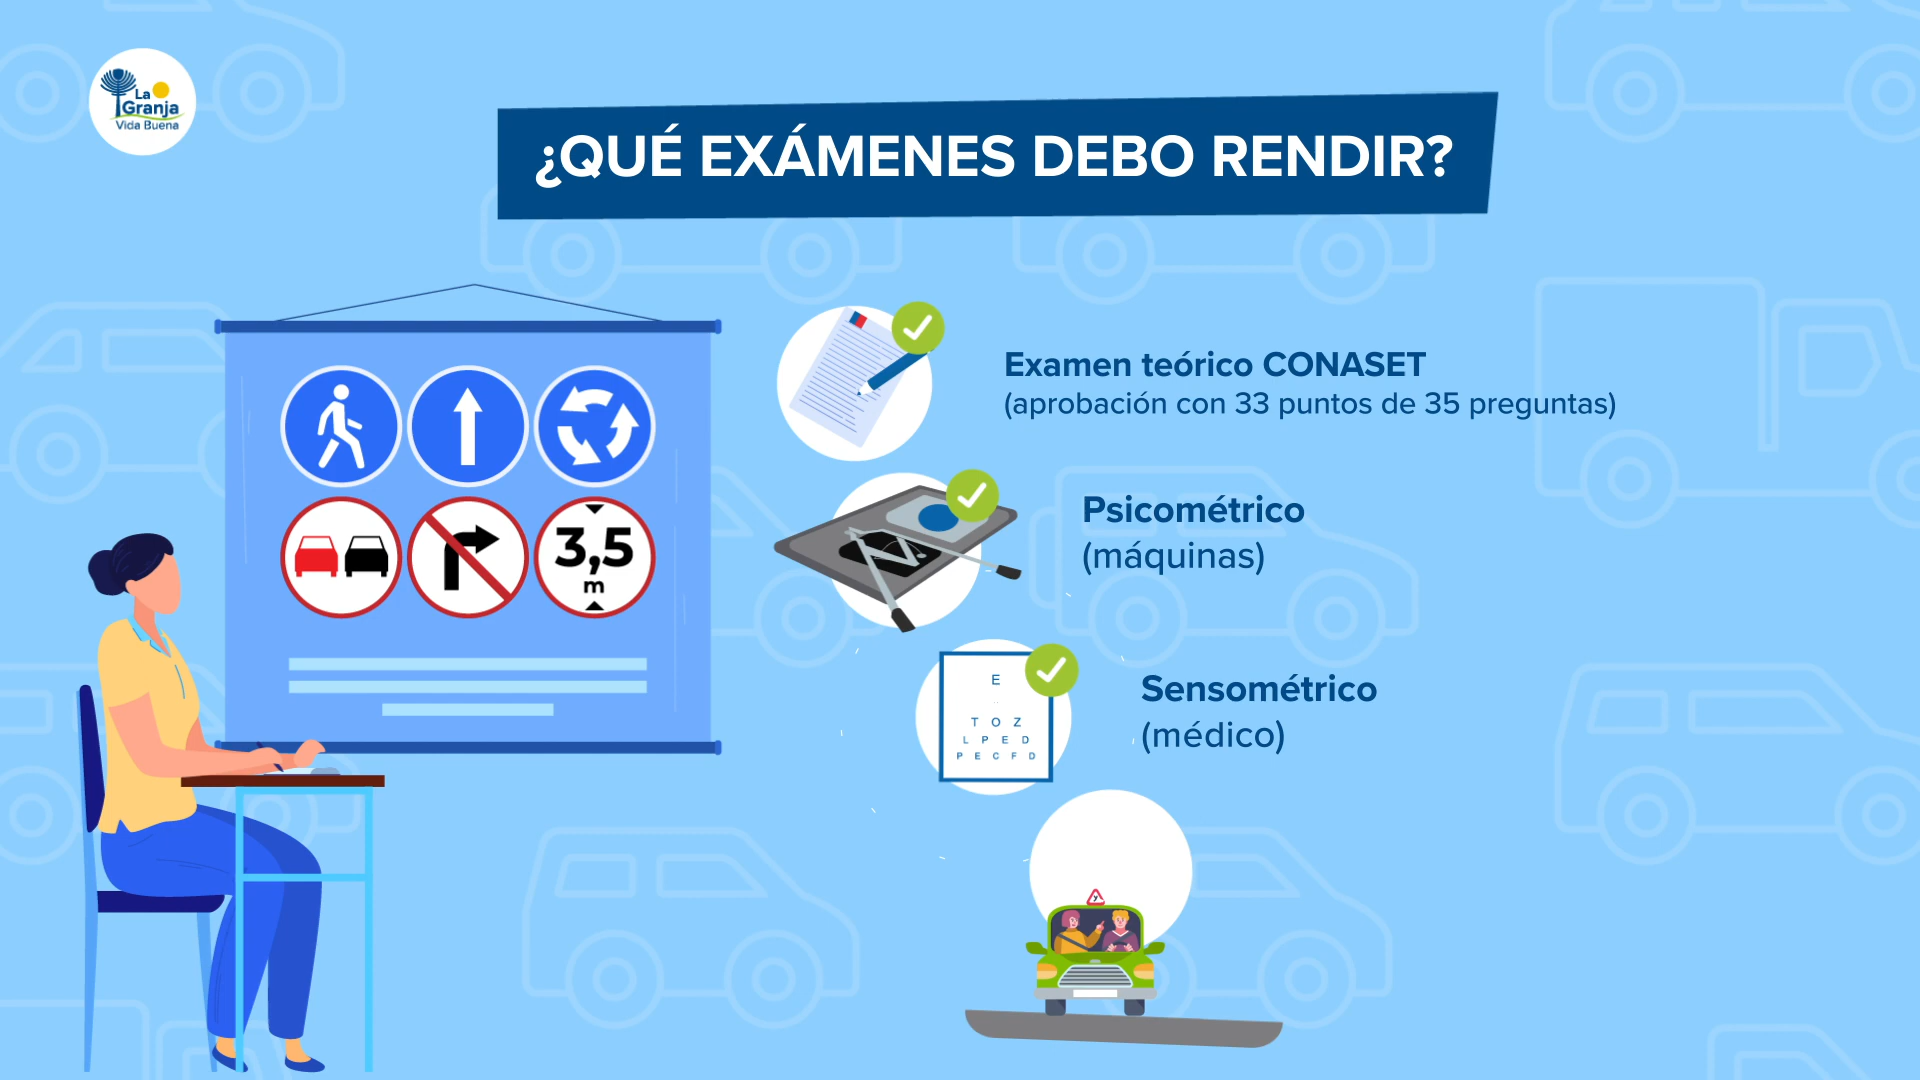 La
Granja
Vida Buena
¿QUÉ EXÁMENES DEBO RENDIR?
Examen teórico CONASET
(aprobación con 33 puntos de 35 preguntas)
3,5
m
Psicométrico
(máquinas)
E
T O Z
L P E D
P E C F D
Sensométrico
(médico)